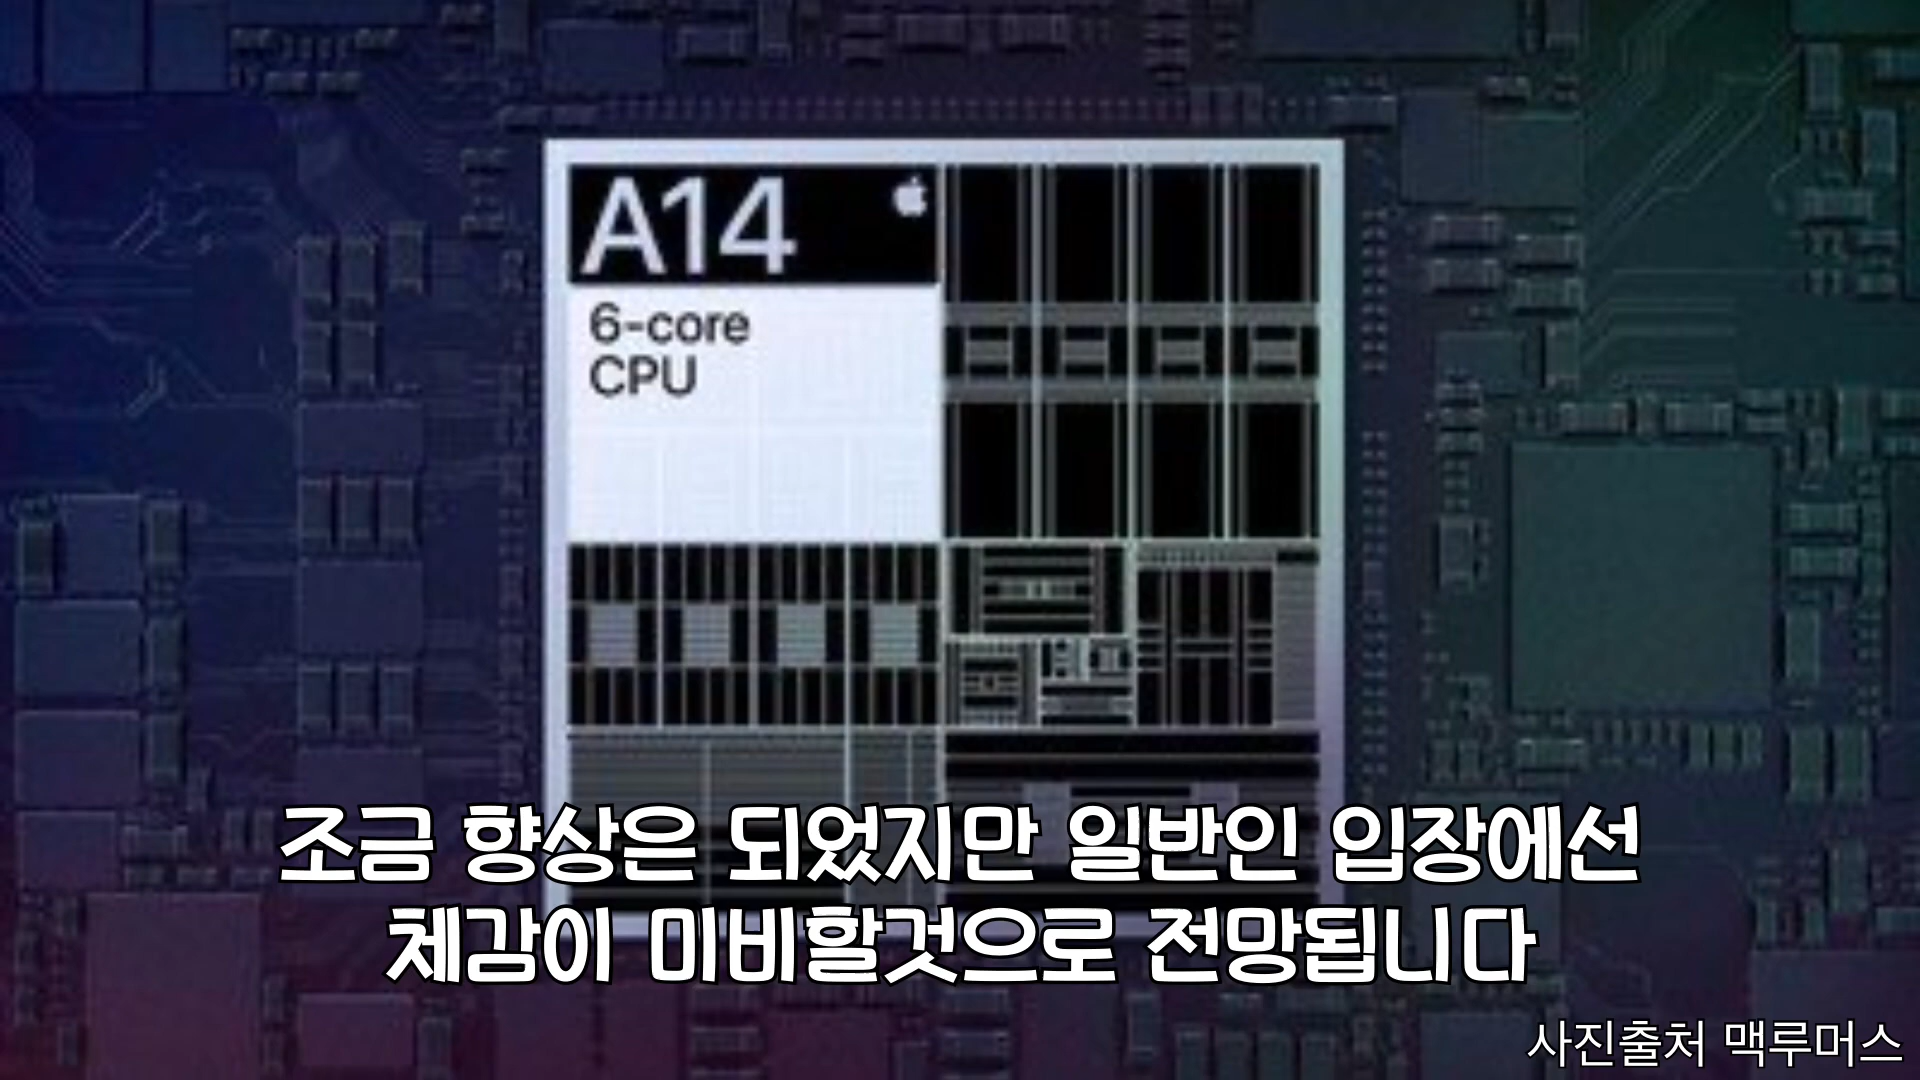 A14
6-core
CPU
조금 향상은 되었지만 일반인 입장에선
체감이 미비할것으로 전망됩니다
사진출처 맥루머스